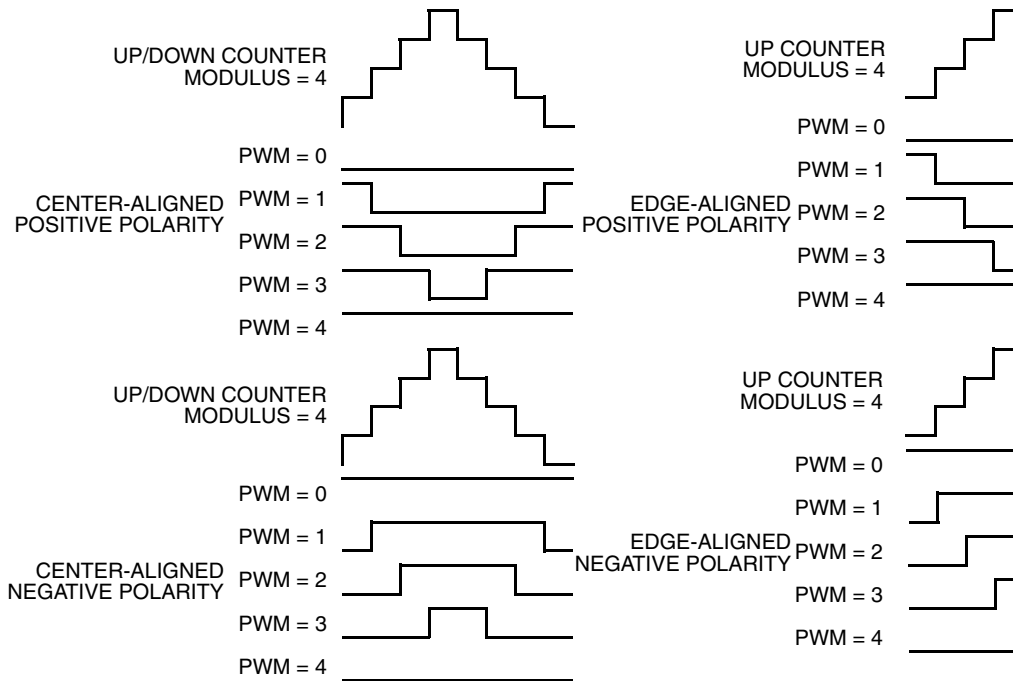 UP/DOWN COUNTER
MODULUS = 4
PWM = 0
CENTER-ALIGNED
POSITIVE POLARITY
PWM = 1
PWM = 2
PWM = 3
PWM = 4
UP COUNTER
MODULUS = 4
PWM = 0
PWM = 1
EDGE-ALIGNED
POSITIVE POLARITY
PWM = 2
PWM = 3
PWM = 4
UP/DOWN COUNTER
MODULUS = 4
PWM = 0
PWM = 1
CENTER-ALIGNED
NEGATIVE POLARITY
PWM = 2
PWM = 3
PWM = 4
UP COUNTER
MODULUS = 4
PWM = 0
PWM = 1
EDGE-ALIGNED
NEGATIVE POLARITY
PWM = 2
PWM = 3
PWM = 4